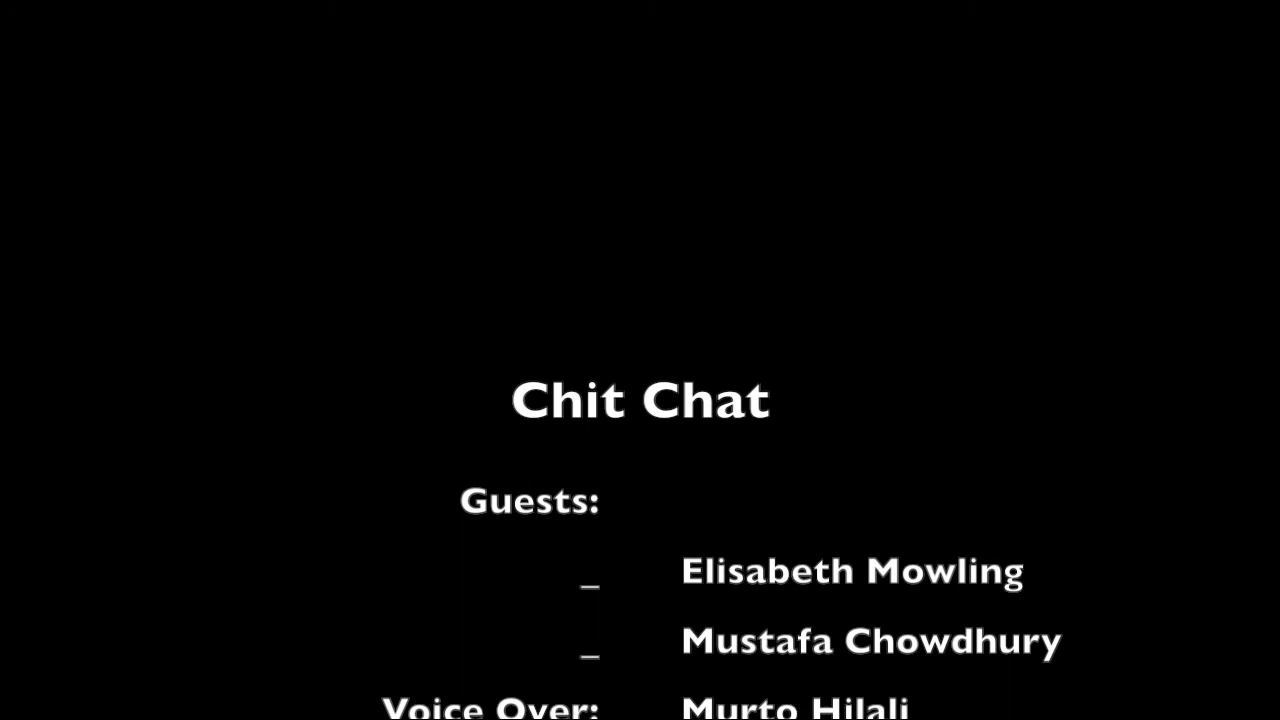 Chit Chat
Guests:
_ Elisabeth Mowling
_ Mustafa Chowdhury
Voice Over: Murto Hilali